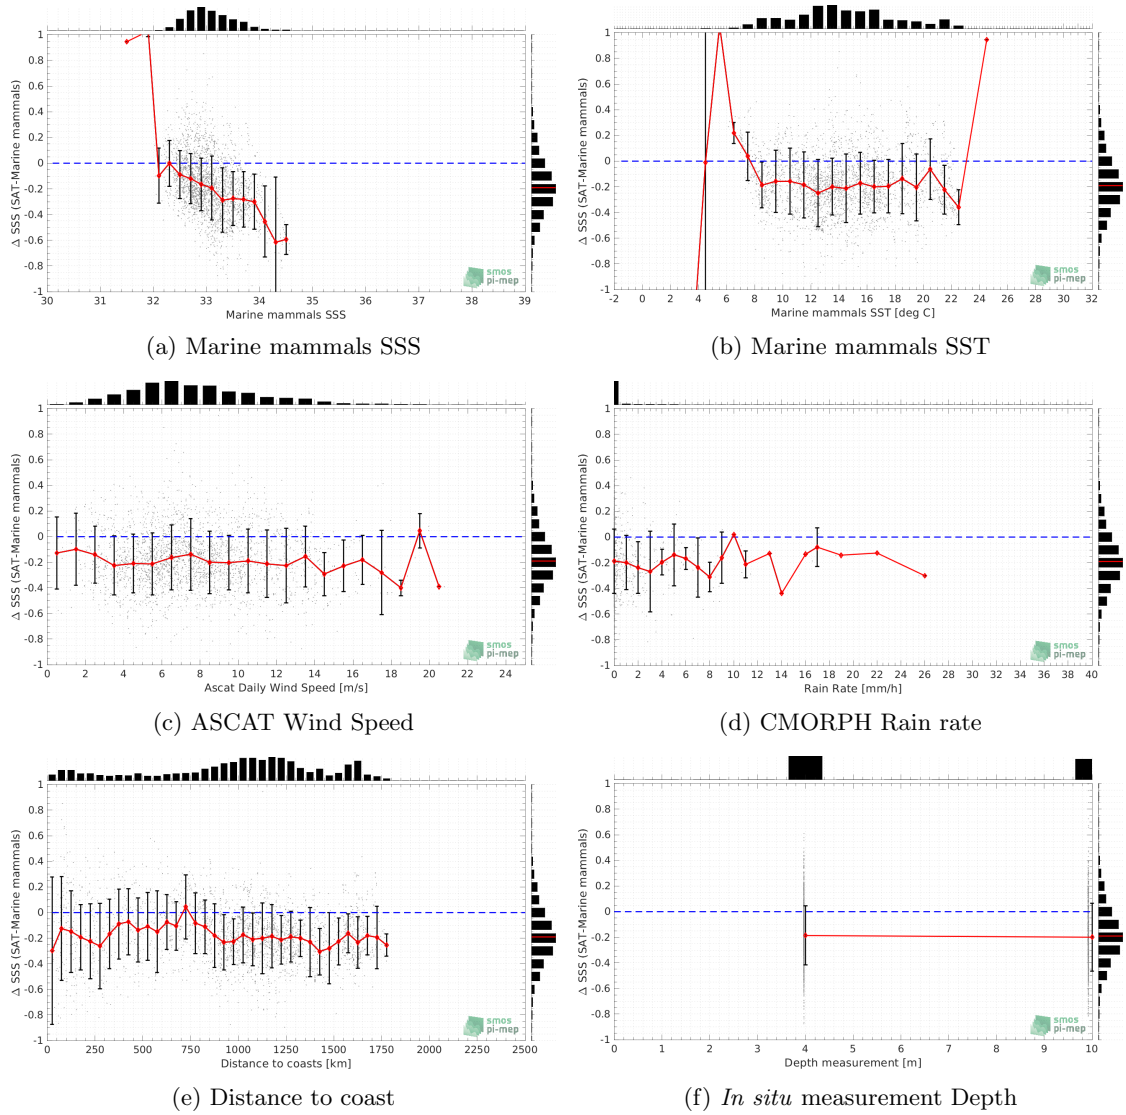 Δ SSS (SAT-Marine mammals)
1
0.8
0.6
0.4
0.2
0
-0.2
-0.4
-0.6
-0.8
-1
30 31 32 33 34 35 36 37 38 39
Marine mammals SSS
smos
pi-mep
(a) Marine mammals SSS
Δ SSS (SAT-Marine mammals)
1
0.8
0.6
0.4
0.2
0
-0.2
-0.4
-0.6
-0.8
-1
-2 0 2 4 6 8 10 12 14 16 18 20 22 24 26 28 30 32
Marine mammals SST [deg C]
smos
pi-mep
(b) Marine mammals SST
Δ SSS (SAT-Marine mammals)
1
0.8
0.6
0.4
0.2
0
-0.2
-0.4
-0.6
-0.8
-1
0 2 4 6 8 10 12 14 16 18 20 22 24
Ascat Daily Wind Speed [m/s]
smos
pi-mep
(c) ASCAT Wind Speed
Δ SSS (SAT-Marine mammals)
1
0.8
0.6
0.4
0.2
0
-0.2
-0.4
-0.6
-0.8
-1
0 2 4 6 8 10 12 14 16 18 20 22 24 26 28 30 32 34 36 38 40
Rain Rate [mm/h]
smos
pi-mep
(d) CMORPH Rain rate
Δ SSS (SAT-Marine mammals)
1
0.8
0.6
0.4
0.2
0
-0.2
-0.4
-0.6
-0.8
-1
0 250 500 750 1000 1250 1500 1750 2000 2250 2500
Distance to coasts [km]
smos
pi-mep
(e) Distance to coast
Δ SSS (SAT-Marine mammals)
1
0.8
0.6
0.4
0.2
0
-0.2
-0.4
-0.6
-0.8
-1
0 1 2 3 4 5 6 7 8 9 10
Depth measurement [m]
smos
pi-mep
(f) In situ measurement Depth